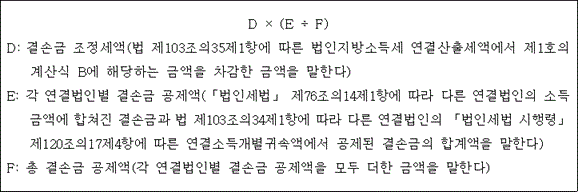 D × (E ÷ F)
D: 결손금 조정세액(법 제103조의35제1항에 따른 법인지방소득세 연결산출세액에서 제1호의
계산식 B에 해당하는 금액을 차감한 금액을 말한다)
E: 각 연결법인별 결손금 공제액(「법인세법」 제76조의14제1항에 따라 다른 연결법인의 소득
금액에 합쳐진 결손금과 법 제103조의34제1항에 따라 다른 연결법인의 「법인세법 시행령」
제120조의17제4항에 따른 연결소득개별귀속액에서 공제된 결손금의 합계액을 말한다)
F: 총 결손금 공제액(각 연결법인별 결손금 공제액을 모두 더한 금액을 말한다)